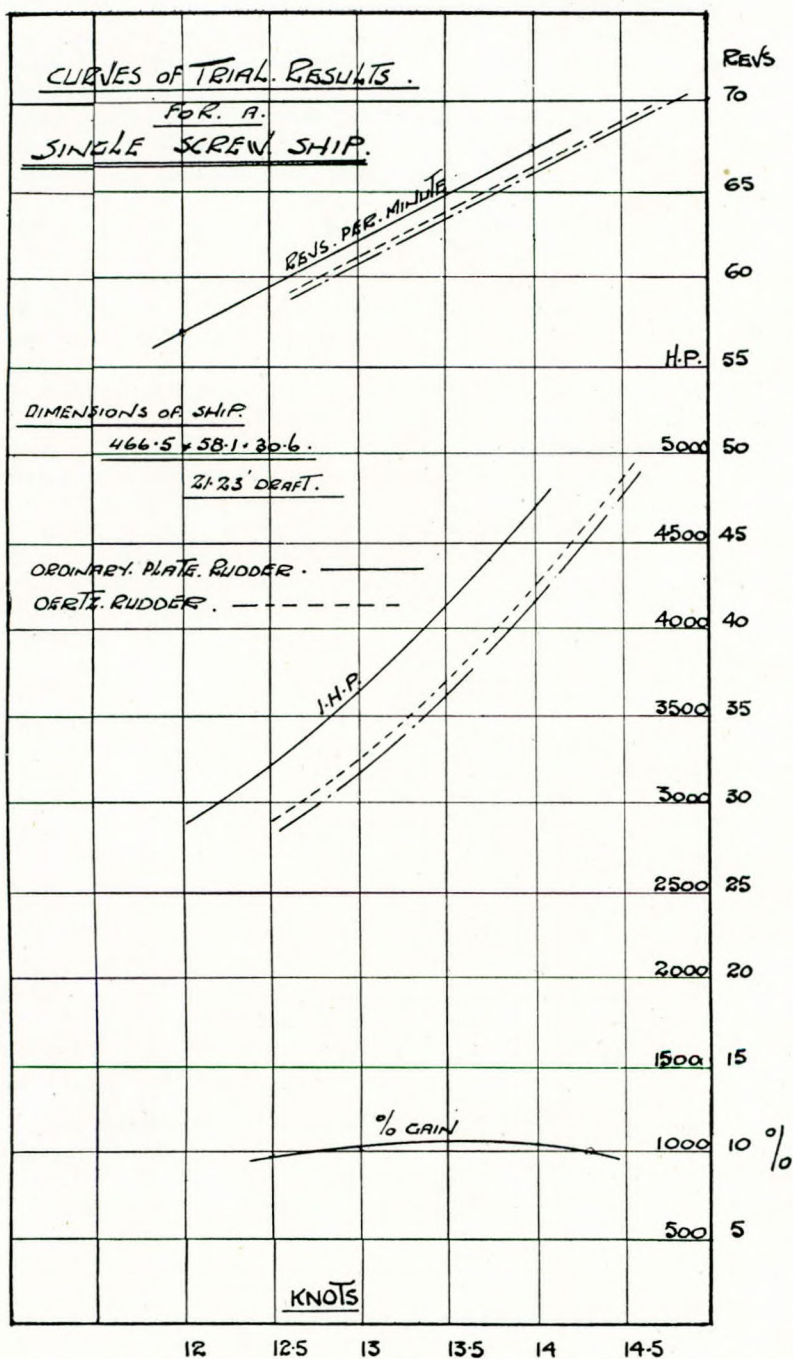 CURVES OF TRIAL. RESULTS.
FOR. A.
SINGLE SCREW SHIP.
REVS
70
65
60
55
REVS. PER. MINUTE
H.P.
DIMENSIONS OF SHIP.
466.5 × 58.1 × 30.6.
21.23' DRAFT.
5000 50
4500 45
ORDINARY. PLATE. RUDDER.
OERTZ. RUDDER.
4000 40
I.H.P.
3500 35
3000 30
2500 25
2000 20
1500 15
% GAIN
1000 10 %
500 5
KNOTS
12 12.5 13 13.5 14 14.5